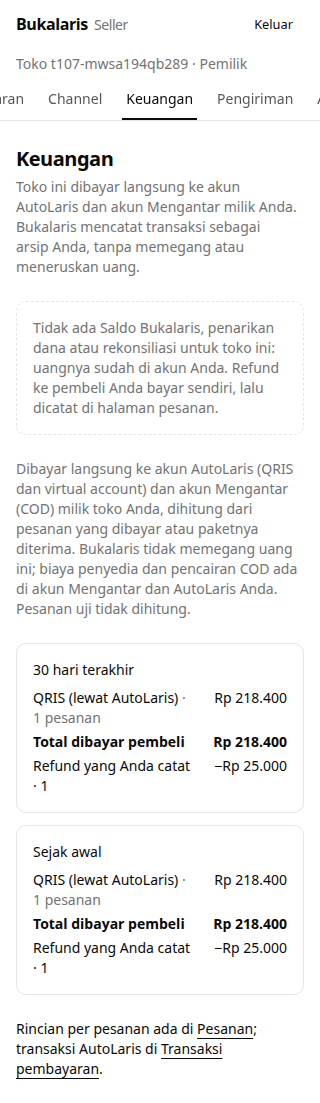 Bukalaris Seller Keluar
Toko t107-mwsa194qb289 · Pemilik
ran Channel Keuangan Pengiriman
Keuangan
Toko ini dibayar langsung ke akun
AutoLaris dan akun Mengantar milik Anda.
Bukalaris mencatat transaksi sebagai
arsip Anda, tanpa memegang atau
meneruskan uang.
Tidak ada Saldo Bukalaris, penarikan
dana atau rekonsiliasi untuk toko ini:
uangnya sudah di akun Anda. Refund
ke pembeli Anda bayar sendiri, lalu
dicatat di halaman pesanan.
Dibayar langsung ke akun AutoLaris (QRIS
dan virtual account) dan akun Mengantar
(COD) milik toko Anda, dihitung dari
pesanan yang dibayar atau paketnya
diterima. Bukalaris tidak memegang uang
ini; biaya penyedia dan pencairan COD ada
di akun Mengantar dan AutoLaris Anda.
Pesanan uji tidak dihitung.
30 hari terakhir
QRIS (lewat AutoLaris) · Rp 218.400
1 pesanan
Total dibayar pembeli Rp 218.400
Refund yang Anda catat −Rp 25.000
· 1
Sejak awal
QRIS (lewat AutoLaris) · Rp 218.400
1 pesanan
Total dibayar pembeli Rp 218.400
Refund yang Anda catat −Rp 25.000
· 1
Rincian per pesanan ada di Pesanan;
transaksi AutoLaris di Transaksi
pembayaran.